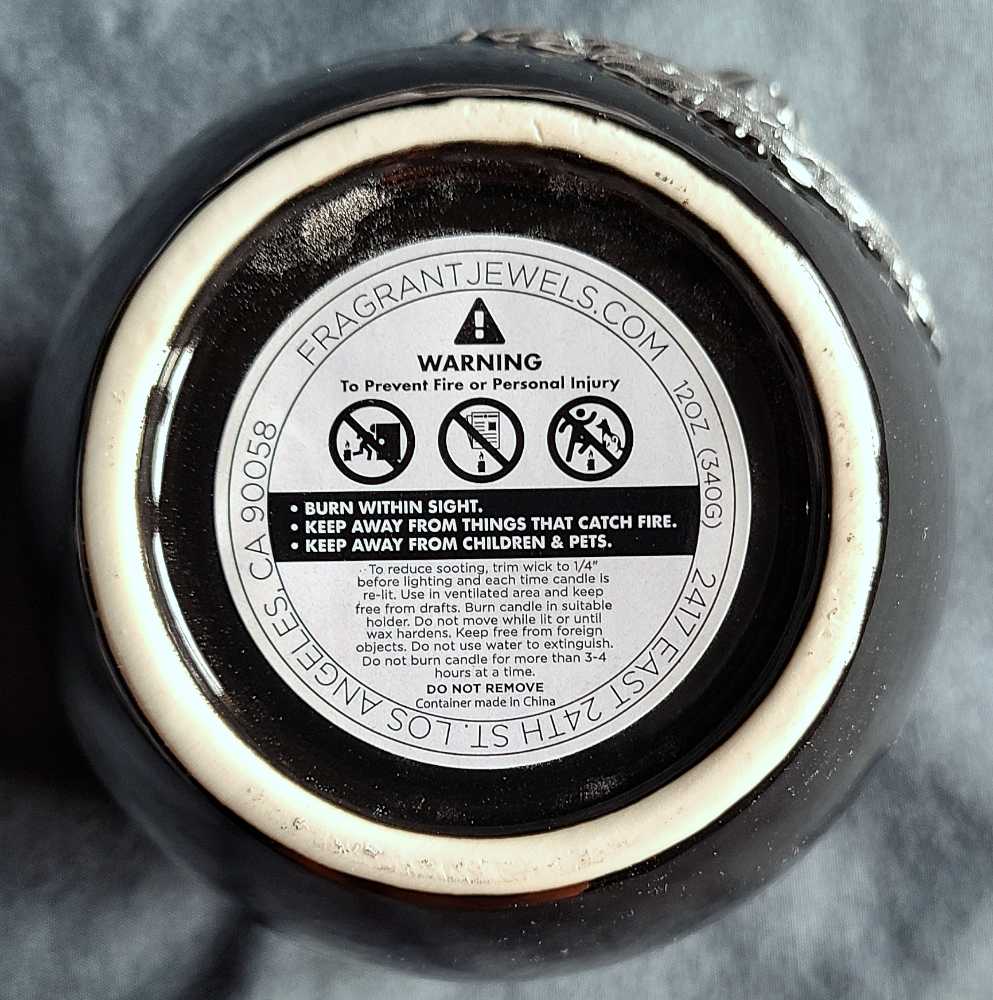 FRAGRANTJEWELS.COM
12OZ (340G)
2417 EAST 24TH ST. LOS ANGELES, CA 90058
WARNING
To Prevent Fire or Personal Injury
• BURN WITHIN SIGHT.
• KEEP AWAY FROM THINGS THAT CATCH FIRE.
• KEEP AWAY FROM CHILDREN & PETS.
To reduce sooting, trim wick to 1/4"
before lighting and each time candle is
re-lit. Use in ventilated area and keep
free from drafts. Burn candle in suitable
holder. Do not move while lit or until
wax hardens. Keep free from foreign
objects. Do not use water to extinguish.
Do not burn candle for more than 3-4
hours at a time.
DO NOT REMOVE
Container made in China